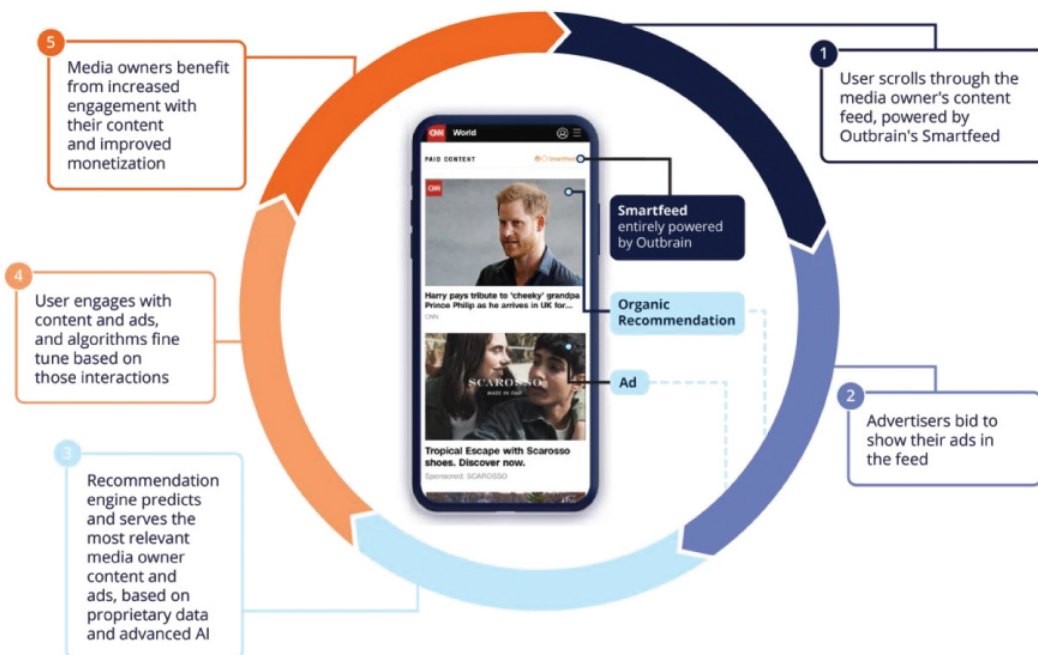 5
Media owners benefit
from increased
engagement with
their content
and improved
monetization
1
User scrolls through the
media owner's content
feed, powered by
Outbrain's Smartfeed
CNN World
PAID CONTENT
Smartfeed
CNN
Harry pays tribute to 'cheeky' grandpa
Prince Philip as he arrives in UK for...
CNN
SCAROSSO
MADE IN ITALY
Tropical Escape with Scarosso
shoes. Discover now.
Sponsored: SCAROSSO
Smartfeed
entirely powered
by Outbrain
Organic
Recommendation
Ad
4
User engages with
content and ads,
and algorithms fine
tune based on
those interactions
2
Advertisers bid to
show their ads in
the feed
3
Recommendation
engine predicts
and serves the
most relevant
media owner
content and
ads, based on
proprietary data
and advanced AI